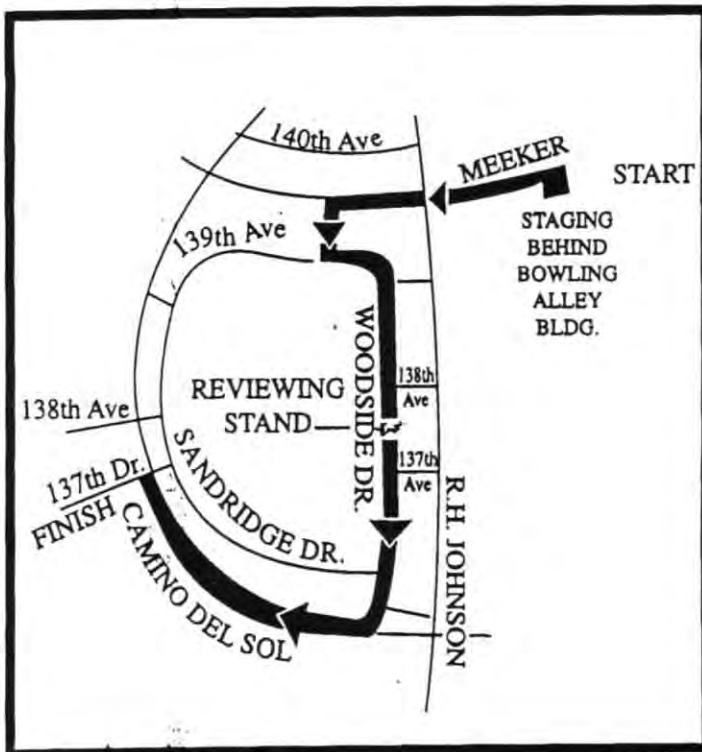 140th Ave
MEEKER
START
139th Ave
STAGING
BEHIND
BOWLING
ALLEY
BLDG.
WOODSIDE DR.
138th
Ave
REVIEWING
STAND
138th Ave
137th
Ave
SANDRIDGE DR.
137th Dr.
FINISH
CAMINO DEL SOL
R.H. JOHNSON